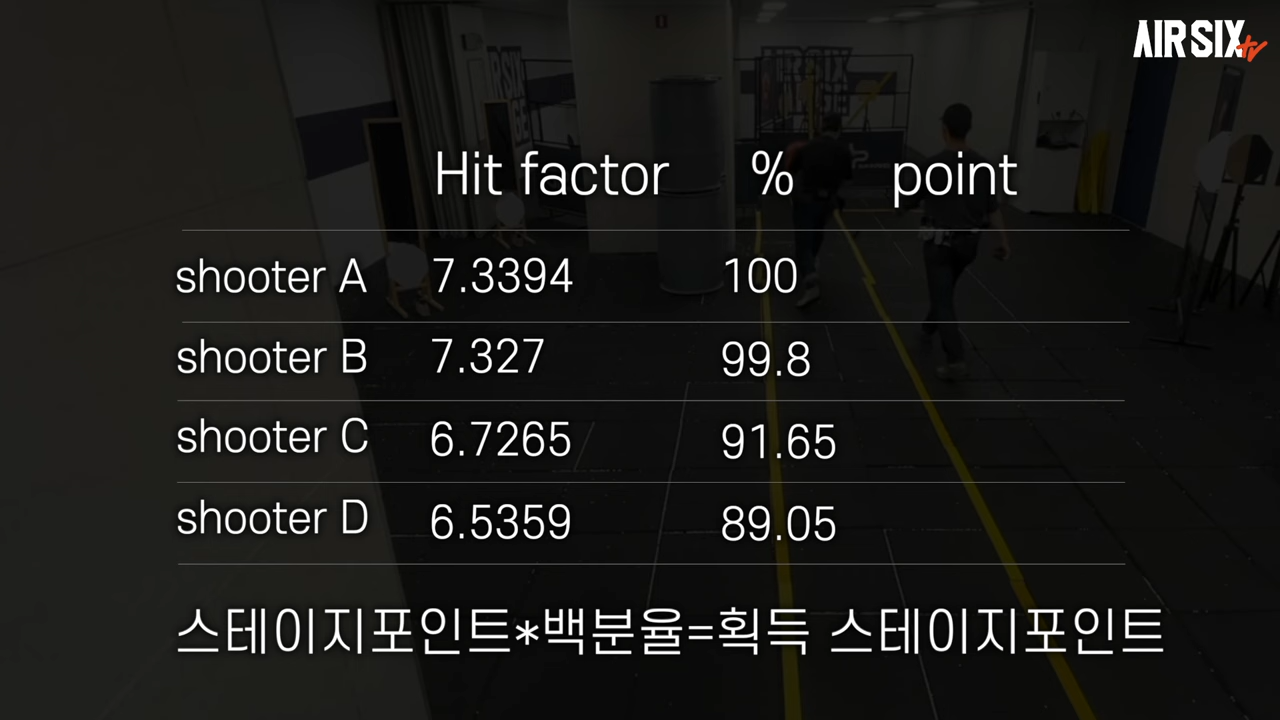 AIR SIX tv
Hit factor % point
shooter A 7.3394 100
shooter B 7.327 99.8
shooter C 6.7265 91.65
shooter D 6.5359 89.05
스테이지포인트*백분율=획득 스테이지포인트